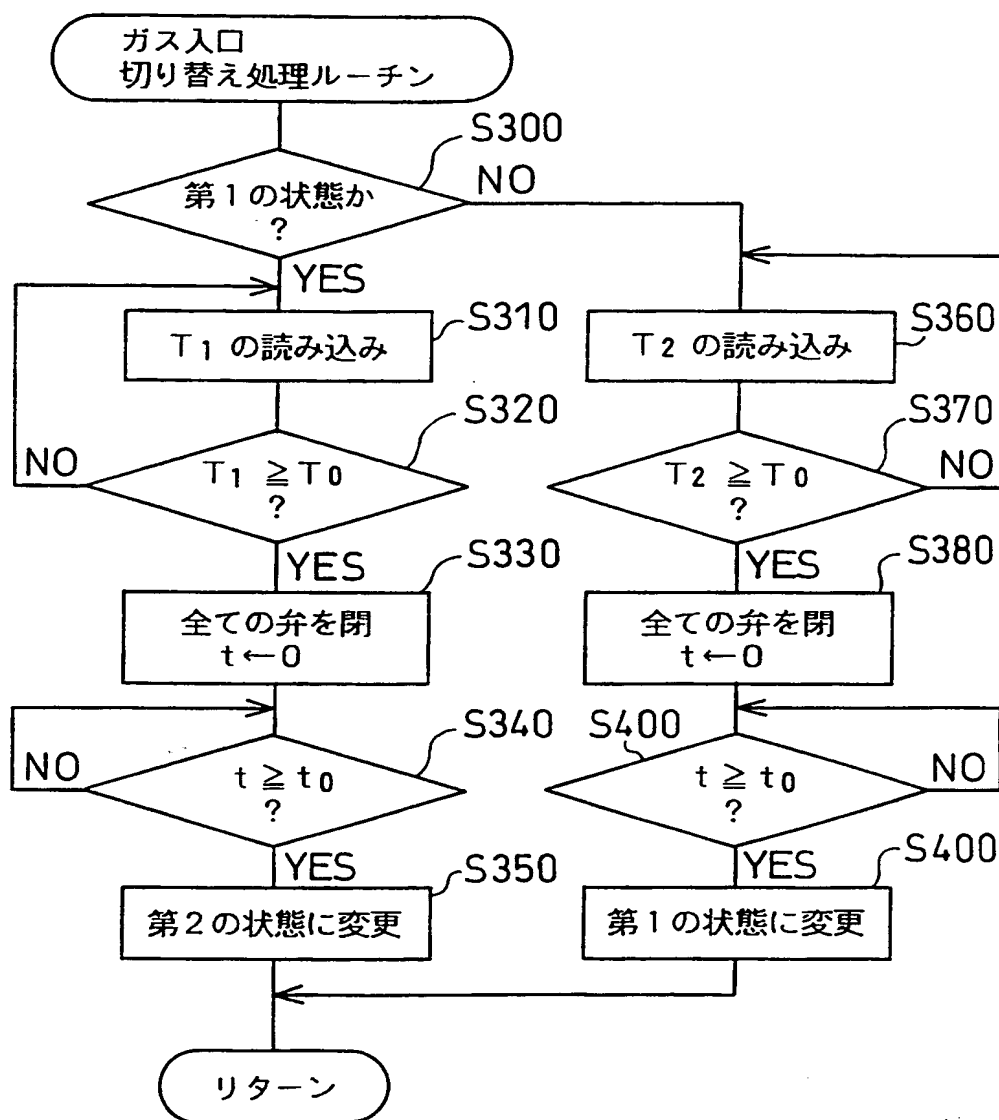 ガス入口
切り替え処理ルーチン
S300
第1の状態か
?
NO
YES
S310
T1の読み込み
S320
T1≧T0
?
NO
YES
S330
全ての弁を閉
t←0
S340
t≧t0
?
NO
YES
S350
第2の状態に変更
S360
T2の読み込み
S370
T2≧T0
?
NO
YES
S380
全ての弁を閉
t←0
S400
t≧t0
?
NO
YES
S400
第1の状態に変更
リターン